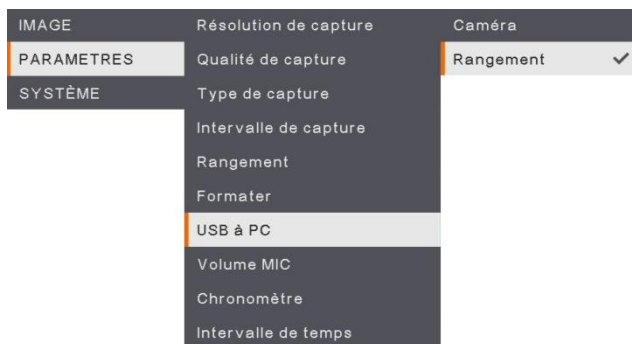 IMAGE
PARAMETRES
SYSTÈME
Résolution de capture
Qualité de capture
Type de capture
Intervalle de capture
Rangement
Formater
USB à PC
Volume MIC
Chronomètre
Intervalle de temps
Caméra
Rangement